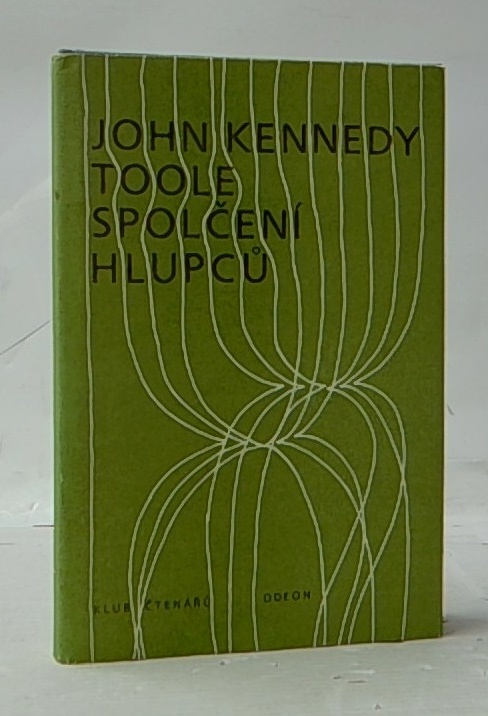 JOHN KENNEDY
TOOLE
SPOLČENÍ
HLUPCŮ
KLUB ČTENÁŘŮ ODEON